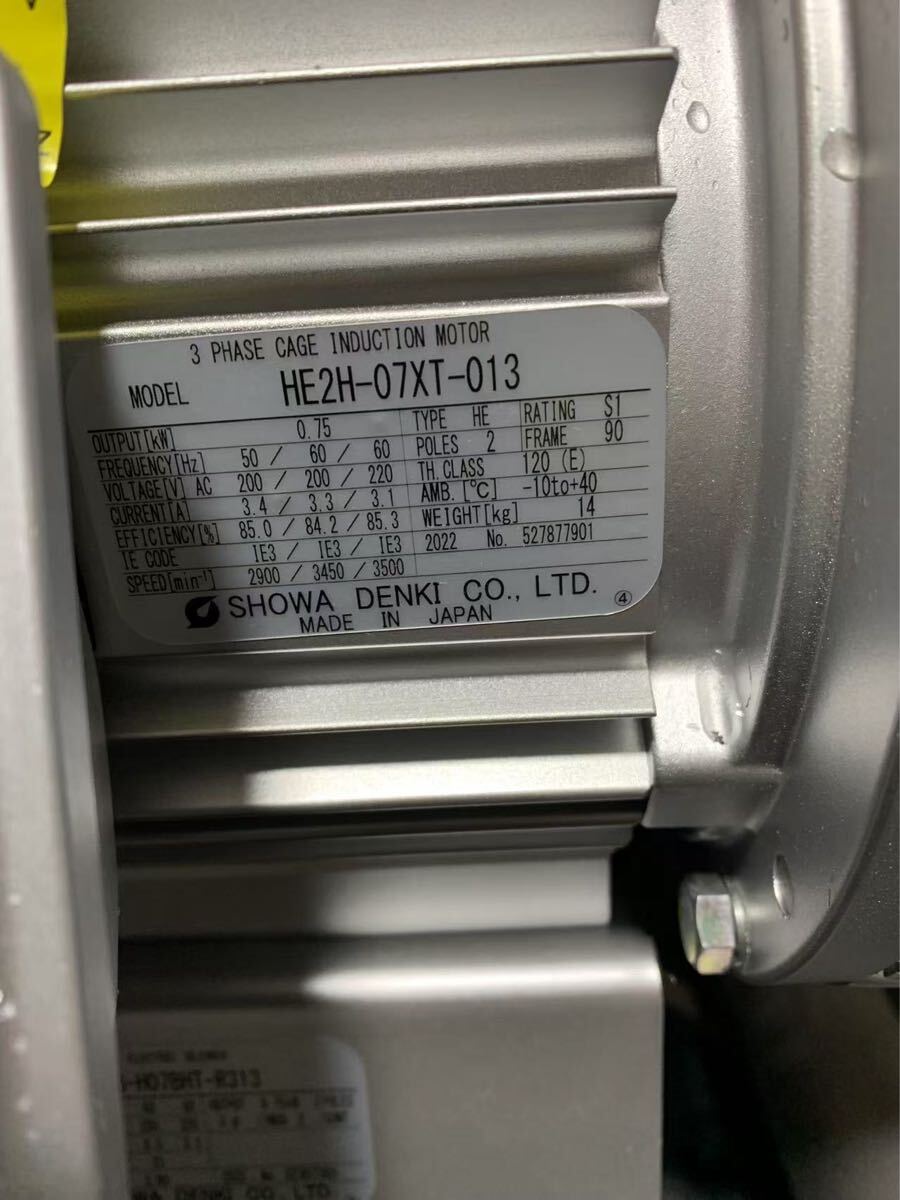 3 PHASE CAGE INDUCTION MOTOR
MODEL HE2H-07XT-013
OUTPUT[kW] 0.75 TYPE HE RATING S1
FREQUENCY[Hz] 50 / 60 / 60 POLES 2 FRAME 90
VOLTAGE[V] AC 200 / 200 / 220 TH.CLASS 120 (E)
CURRENT[A] 3.4 / 3.3 / 3.1 AMB.[℃] -10to+40
EFFICIENCY[%] 85.0 / 84.2 / 85.3 WEIGHT[kg] 14
IE CODE IE3 / IE3 / IE3 2022 No. 527877901
SPEED[min⁻¹] 2900 / 3450 / 3500
SHOWA DENKI CO., LTD. ④
MADE IN JAPAN
DENKI CO., LTD.